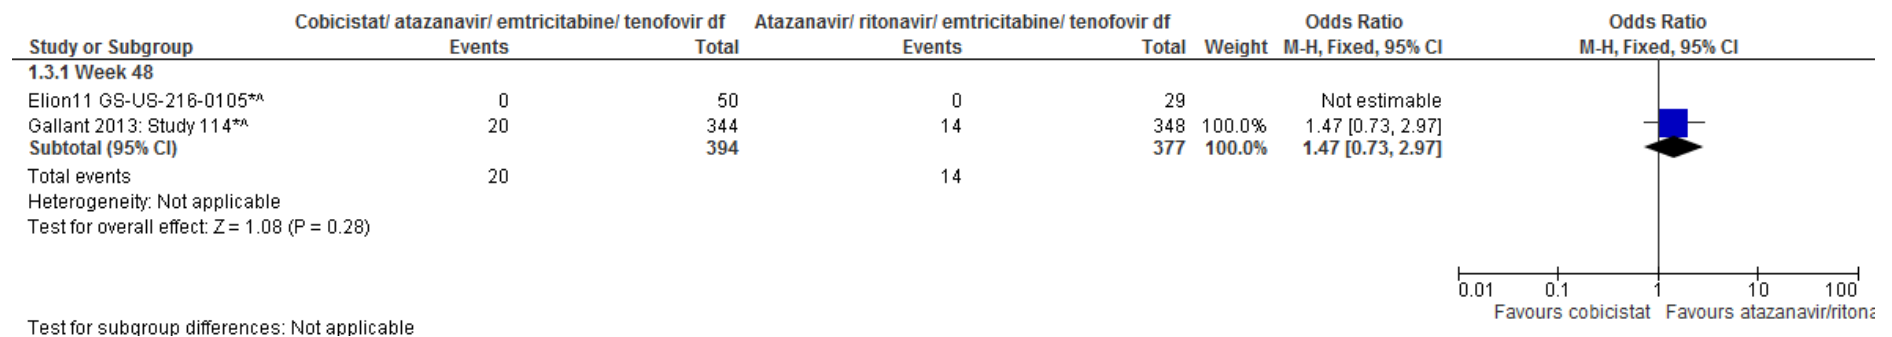 Cobicistat/ atazanavir/ emtricitabine/ tenofovir df Atazanavir/ ritonavir/ emtricitabine/ tenofovir df Odds Ratio Odds Ratio
Study or Subgroup Events Total Events Total Weight M-H, Fixed, 95% CI M-H, Fixed, 95% CI
1.3.1 Week 48
Elion11 GS-US-216-0105*^ 0 50 0 29 Not estimable
Gallant 2013: Study 114*^ 20 344 14 348 100.0% 1.47 [0.73, 2.97]
Subtotal (95% CI) 394 377 100.0% 1.47 [0.73, 2.97]
Total events 20 14
Heterogeneity: Not applicable
Test for overall effect: Z = 1.08 (P = 0.28)
0.01 0.1 1 10 100
Favours cobicistat Favours atazanavir/ritona
Test for subgroup differences: Not applicable